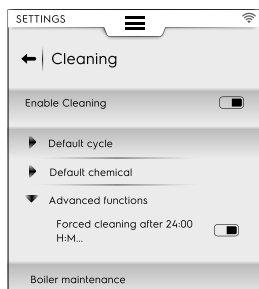 SETTINGS
Cleaning
Enable Cleaning
Default cycle
Default chemical
Advanced functions
Forced cleaning after 24:00
H:M...
Boiler maintenance